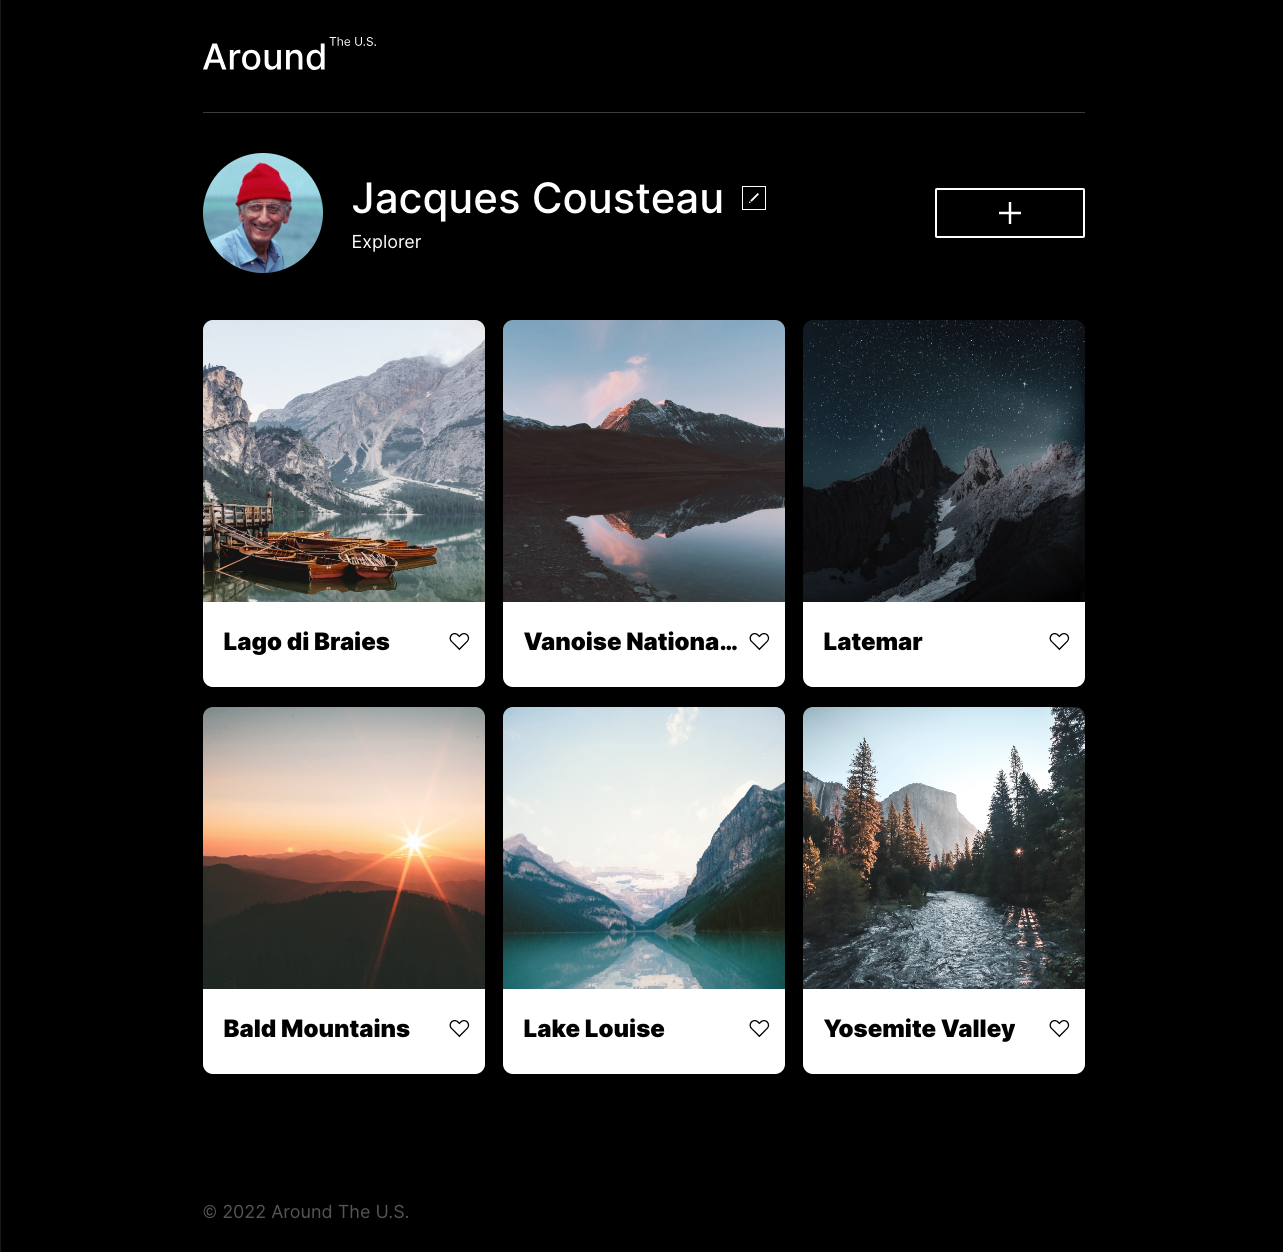 Around The U.S.
Jacques Cousteau
Explorer
Lago di Braies
Vanoise Nationa...
Latemar
Bald Mountains
Lake Louise
Yosemite Valley
© 2022 Around The U.S.